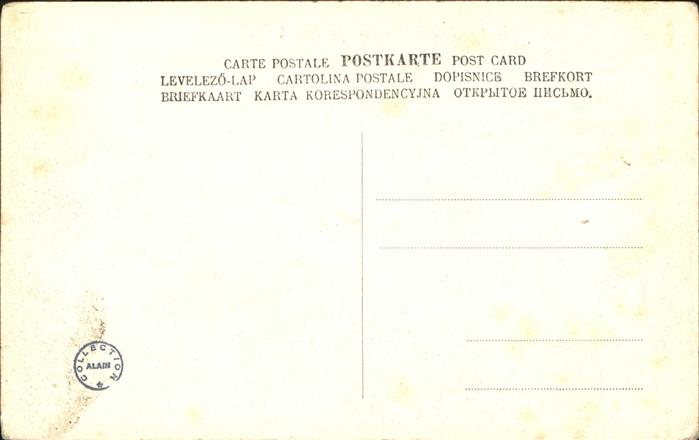 CARTE POSTALE POSTKARTE POST CARD
LEVELEZŐ-LAP CARTOLINA POSTALE DOPISNICE BREFKORT
BRIEFKAART KARTA KORESPONDENCYJNA ОТКРЫТОЕ ПИСЬМО.
COLLECTION
ALAIN